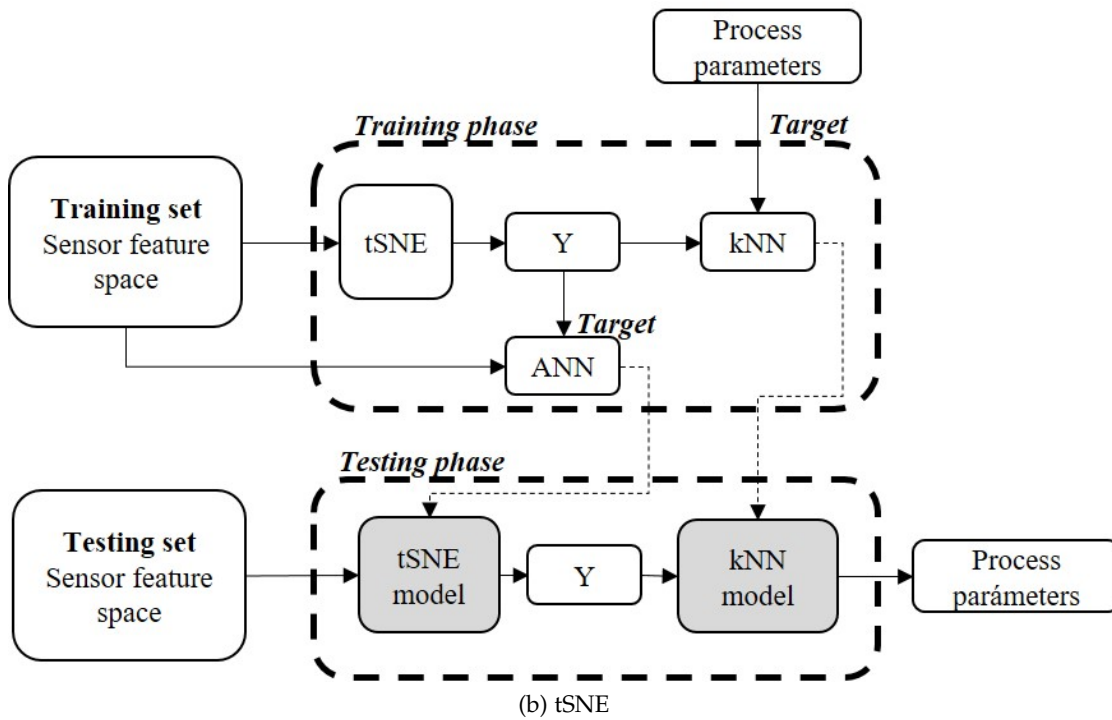 Process
parameters
Training phase
Target
Training set
Sensor feature
space
tSNE
Y
kNN
Target
ANN
Testing phase
Testing set
Sensor feature
space
tSNE
model
Y
kNN
model
Process
parámeters
(b) tSNE